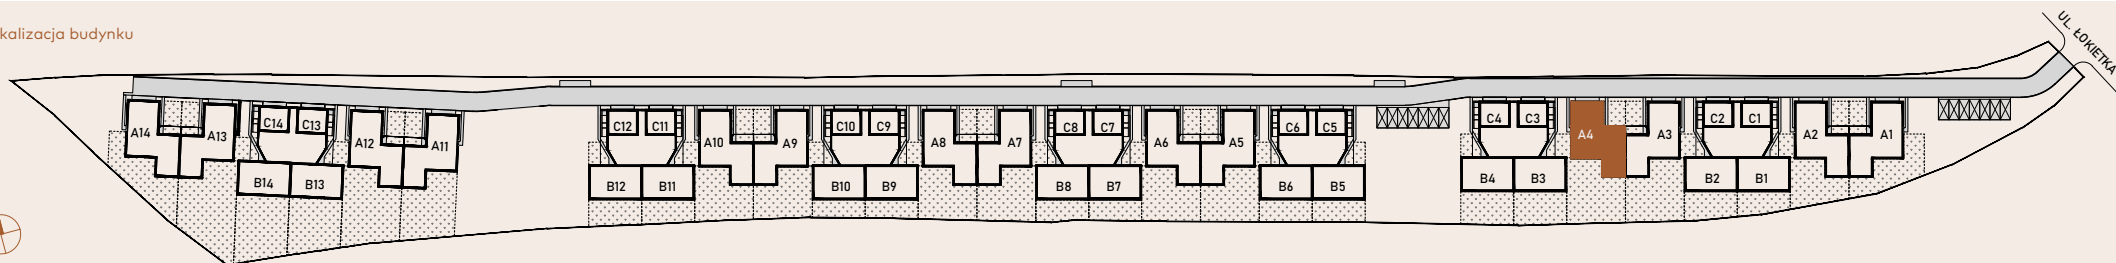 kalizacja budynku
UL. ŁOKIETKA
A14
A13
C14
C13
A12
A11
B14
B13
C12
C11
A10
A9
C10
C9
A8
A7
C8
C7
A6
A5
C6
C5
B12
B11
B10
B9
B8
B7
B6
B5
C4
C3
A4
A3
C2
C1
A2
A1
B4
B3
B2
B1